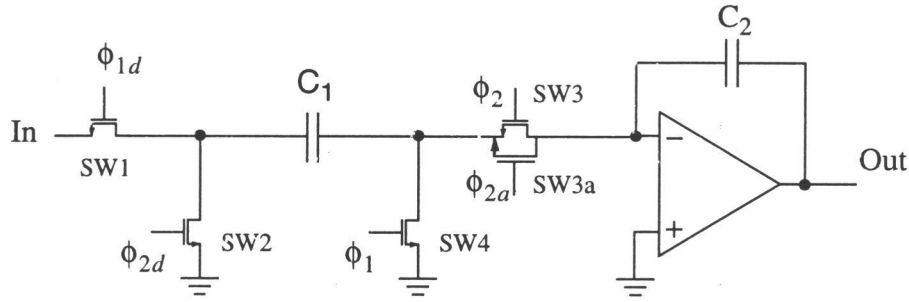 C₂
ϕ₁d
C₁
ϕ₂
SW3
In
SW1
−
Out
ϕ₂a
SW3a
ϕ₂d
SW2
ϕ₁
SW4
+